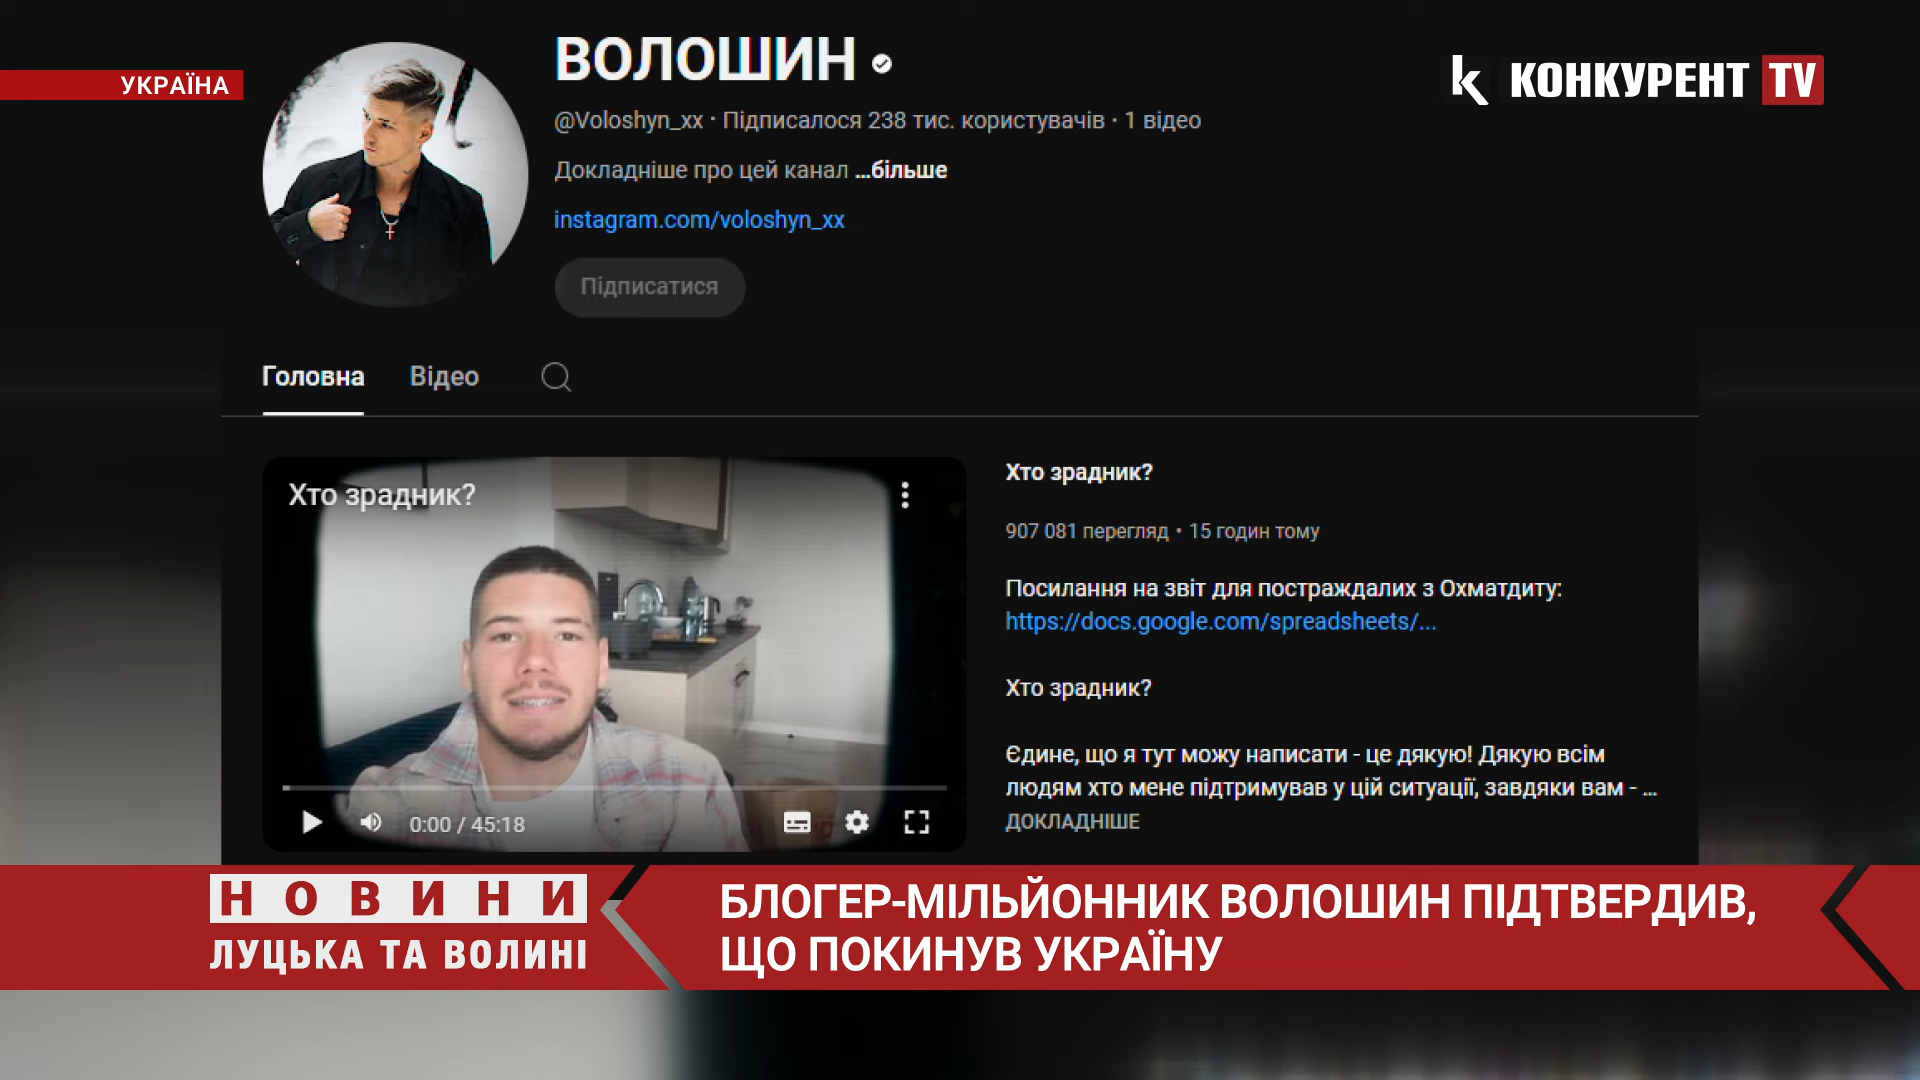 УКРАЇНА
ВОЛОШИН
КОНКУРЕНТ TV
@Voloshyn_xx · Підписалося 238 тис. користувачів · 1 відео
Докладніше про цей канал ...більше
instagram.com/voloshyn_xx
Підписатися
Головна Відео
Хто зрадник?
0:00 / 45:18
Хто зрадник?
907 081 перегляд · 15 годин тому
Посилання на звіт для постраждалих з Охматдиту:
https://docs.google.com/spreadsheets/...
Хто зрадник?
Єдине, що я тут можу написати - це дякую! Дякую всім
людям хто мене підтримував у цій ситуації, завдяки вам - ...
ДОКЛАДНІШЕ
НОВИНИ
ЛУЦЬКА ТА ВОЛИНІ
БЛОГЕР-МІЛЬЙОННИК ВОЛОШИН ПІДТВЕРДИВ,
ЩО ПОКИНУВ УКРАЇНУ